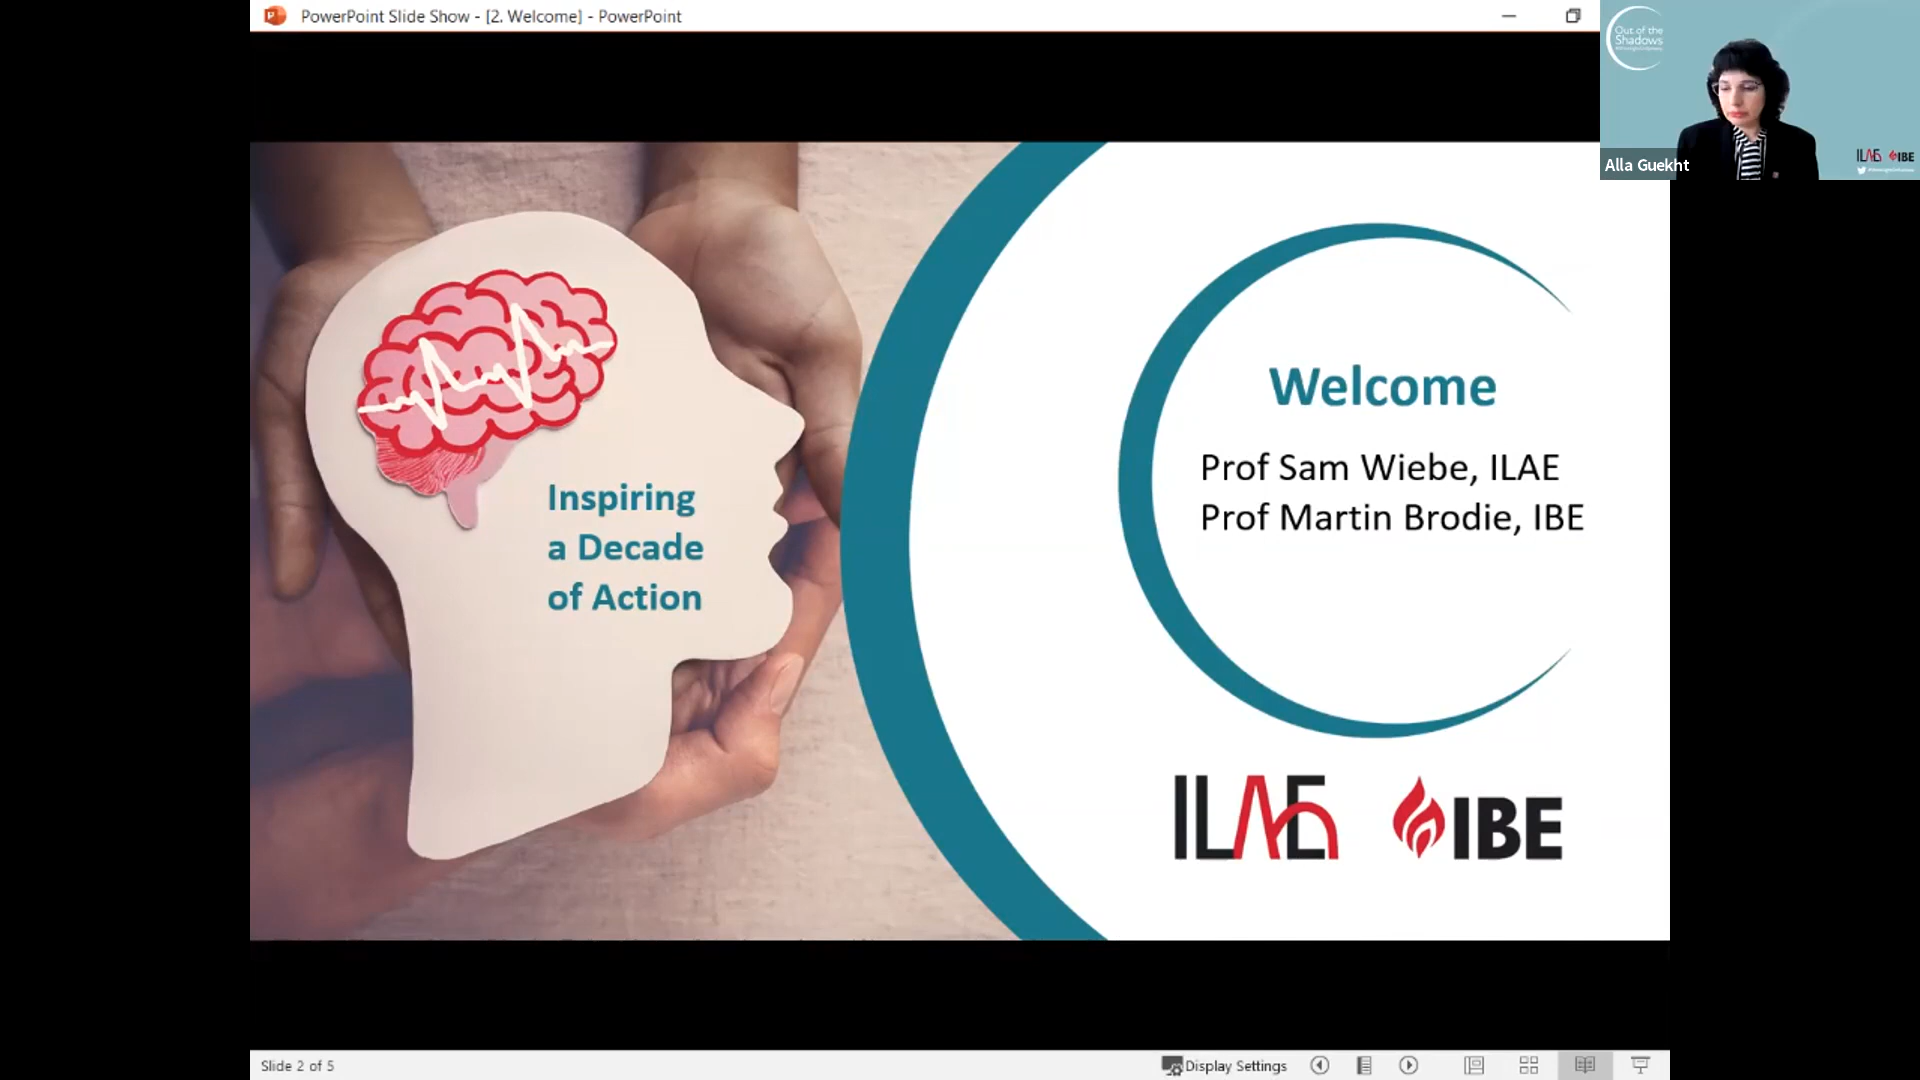 PowerPoint Slide Show - [2. Welcome] - PowerPoint
Out of the
Shadows
Alla Guekht
ILAE IBE
Inspiring
a Decade
of Action
Welcome
Prof Sam Wiebe, ILAE
Prof Martin Brodie, IBE
ILAE IBE
Slide 2 of 5
Display Settings